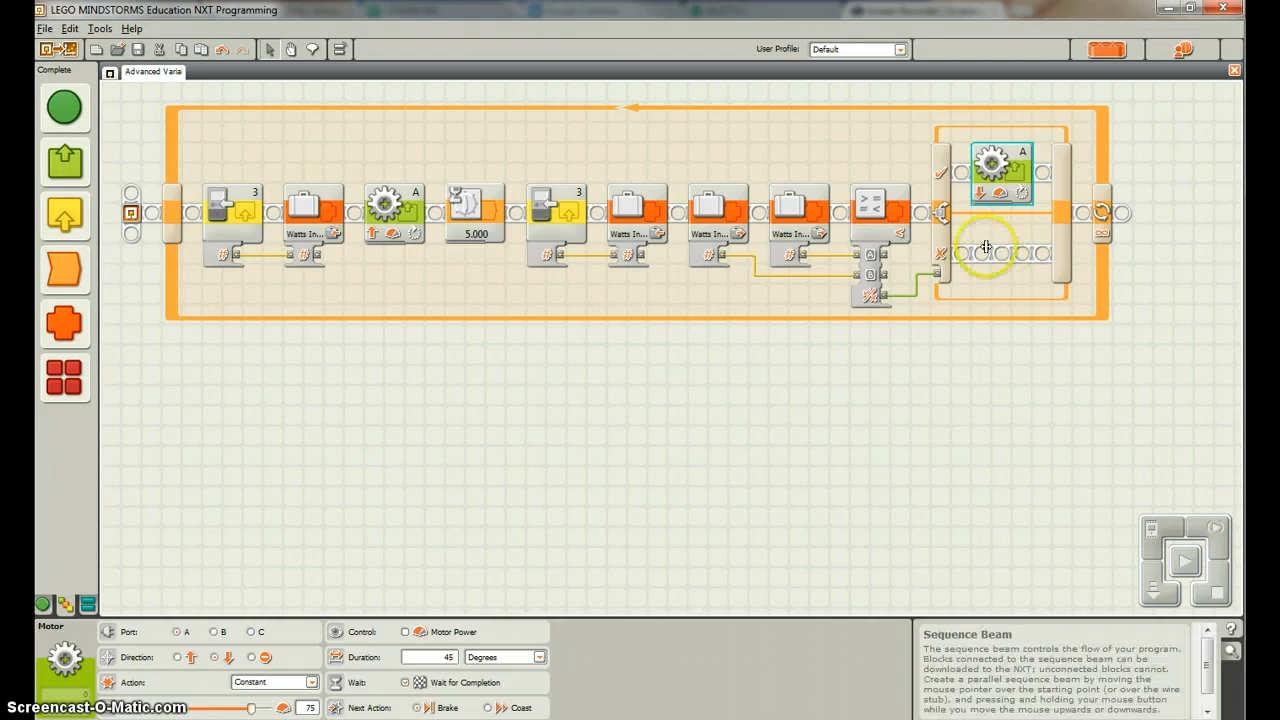 LEGO MINDSTORMS Education NXT Programming
File Edit Tools Help
User Profile: Default
Complete
Advanced Varia
3
A
3
A
Watts In...
5.000
Watts In...
Watts In...
Watts In...
<
#
#
#
#
#
#
A
B
Motor
Port: A B C
Direction:
Action: Constant
75
Control: Motor Power
Duration: 45 Degrees
Wait: Wait for Completion
Next Action: Brake Coast
Sequence Beam
The sequence beam controls the flow of your program.
Blocks connected to the sequence beam can be
downloaded to the NXT; unconnected blocks cannot.
Create a parallel sequence beam by moving the
mouse pointer over the starting point (or over the wire
stub), and pressing and holding your mouse button
while you move the mouse upwards or downwards.
?
Screencast-O-Matic.com